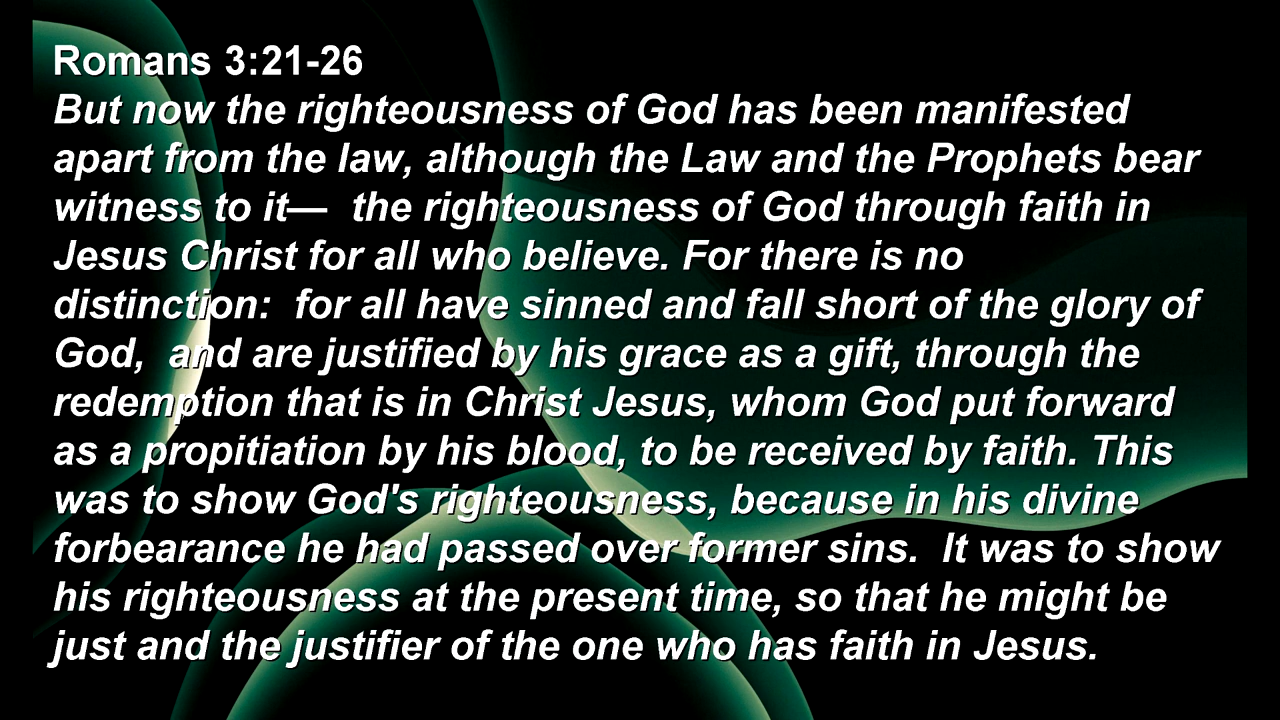 Romans 3:21-26
But now the righteousness of God has been manifested
apart from the law, although the Law and the Prophets bear
witness to it—  the righteousness of God through faith in
Jesus Christ for all who believe. For there is no
distinction:  for all have sinned and fall short of the glory of
God,  and are justified by his grace as a gift, through the
redemption that is in Christ Jesus, whom God put forward
as a propitiation by his blood, to be received by faith. This
was to show God's righteousness, because in his divine
forbearance he had passed over former sins.  It was to show
his righteousness at the present time, so that he might be
just and the justifier of the one who has faith in Jesus.